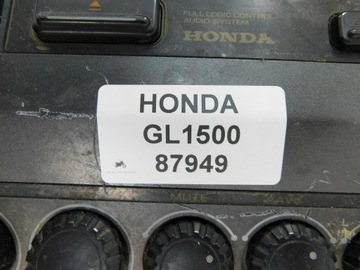 FULL LOGIC CONTROL
AUDIO SYSTEM
HONDA
HONDA
GL1500
87949
MUTE